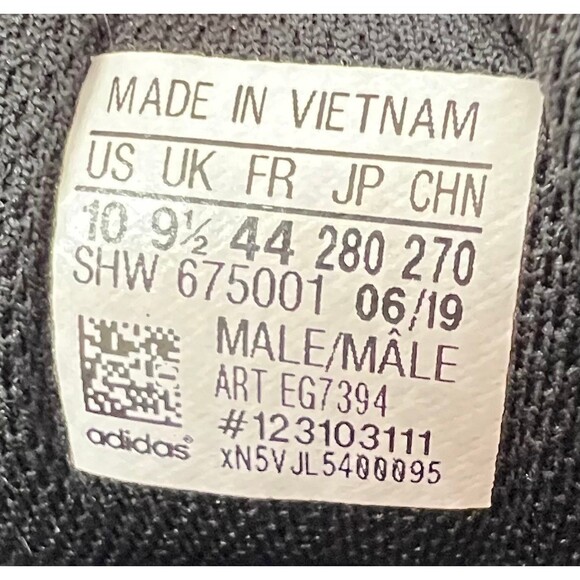 MADE IN VIETNAM
US UK FR JP CHN
10 9½ 44 280 270
SHW 675001 06/19
MALE/MÂLE
ART EG7394
#123103111
xN5VJL5400095
adidas®